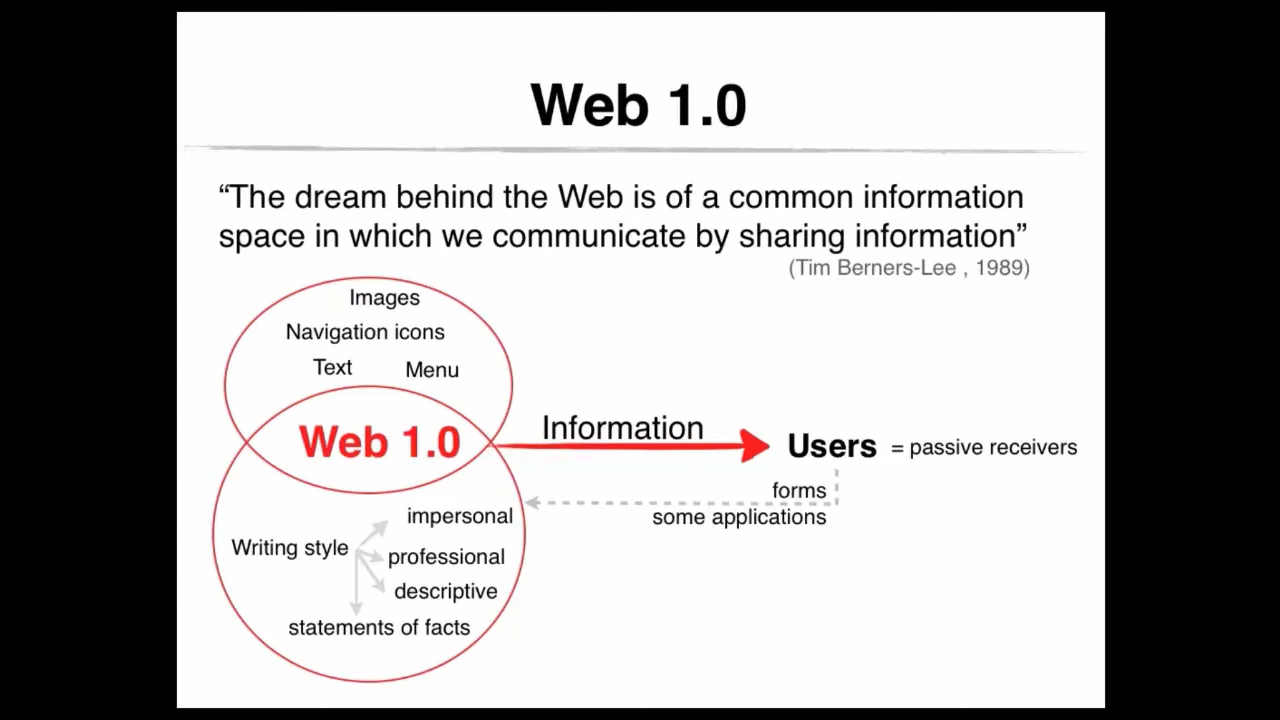 Web 1.0
“The dream behind the Web is of a common information
space in which we communicate by sharing information”
(Tim Berners-Lee , 1989)
Images
Navigation icons
Text Menu
Web 1.0
Information
Users = passive receivers
forms
some applications
impersonal
Writing style
professional
descriptive
statements of facts